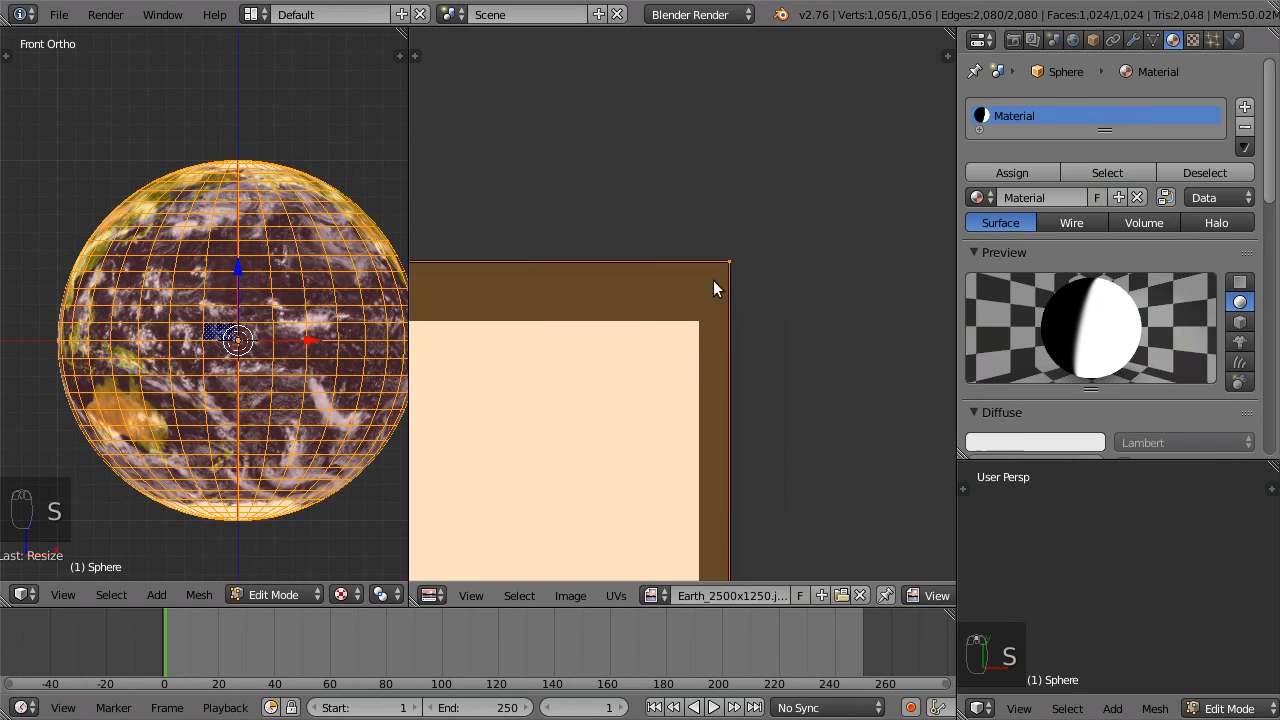 File Render Window Help Default Scene Blender Render v2.76 | Verts:1,056/1,056 | Edges:2,080/2,080 | Faces:1,024/1,024 | Tris:2,048 | Mem:50.02M
Front Ortho
Sphere Material
Material
Assign Select Deselect
Material F Data
Surface Wire Volume Halo
Preview
Diffuse
Lambert
User Persp
S
Last: Resize
(1) Sphere
View Select Add Mesh Edit Mode View Select Image UVs Earth_2500x1250.j... F View
S
(1) Sphere
-40 -20 0 20 40 60 80 100 120 140 160 180 200 220 240 260
View Marker Frame Playback Start: 1 End: 250 1 No Sync View Select Add Mesh Edit Mode